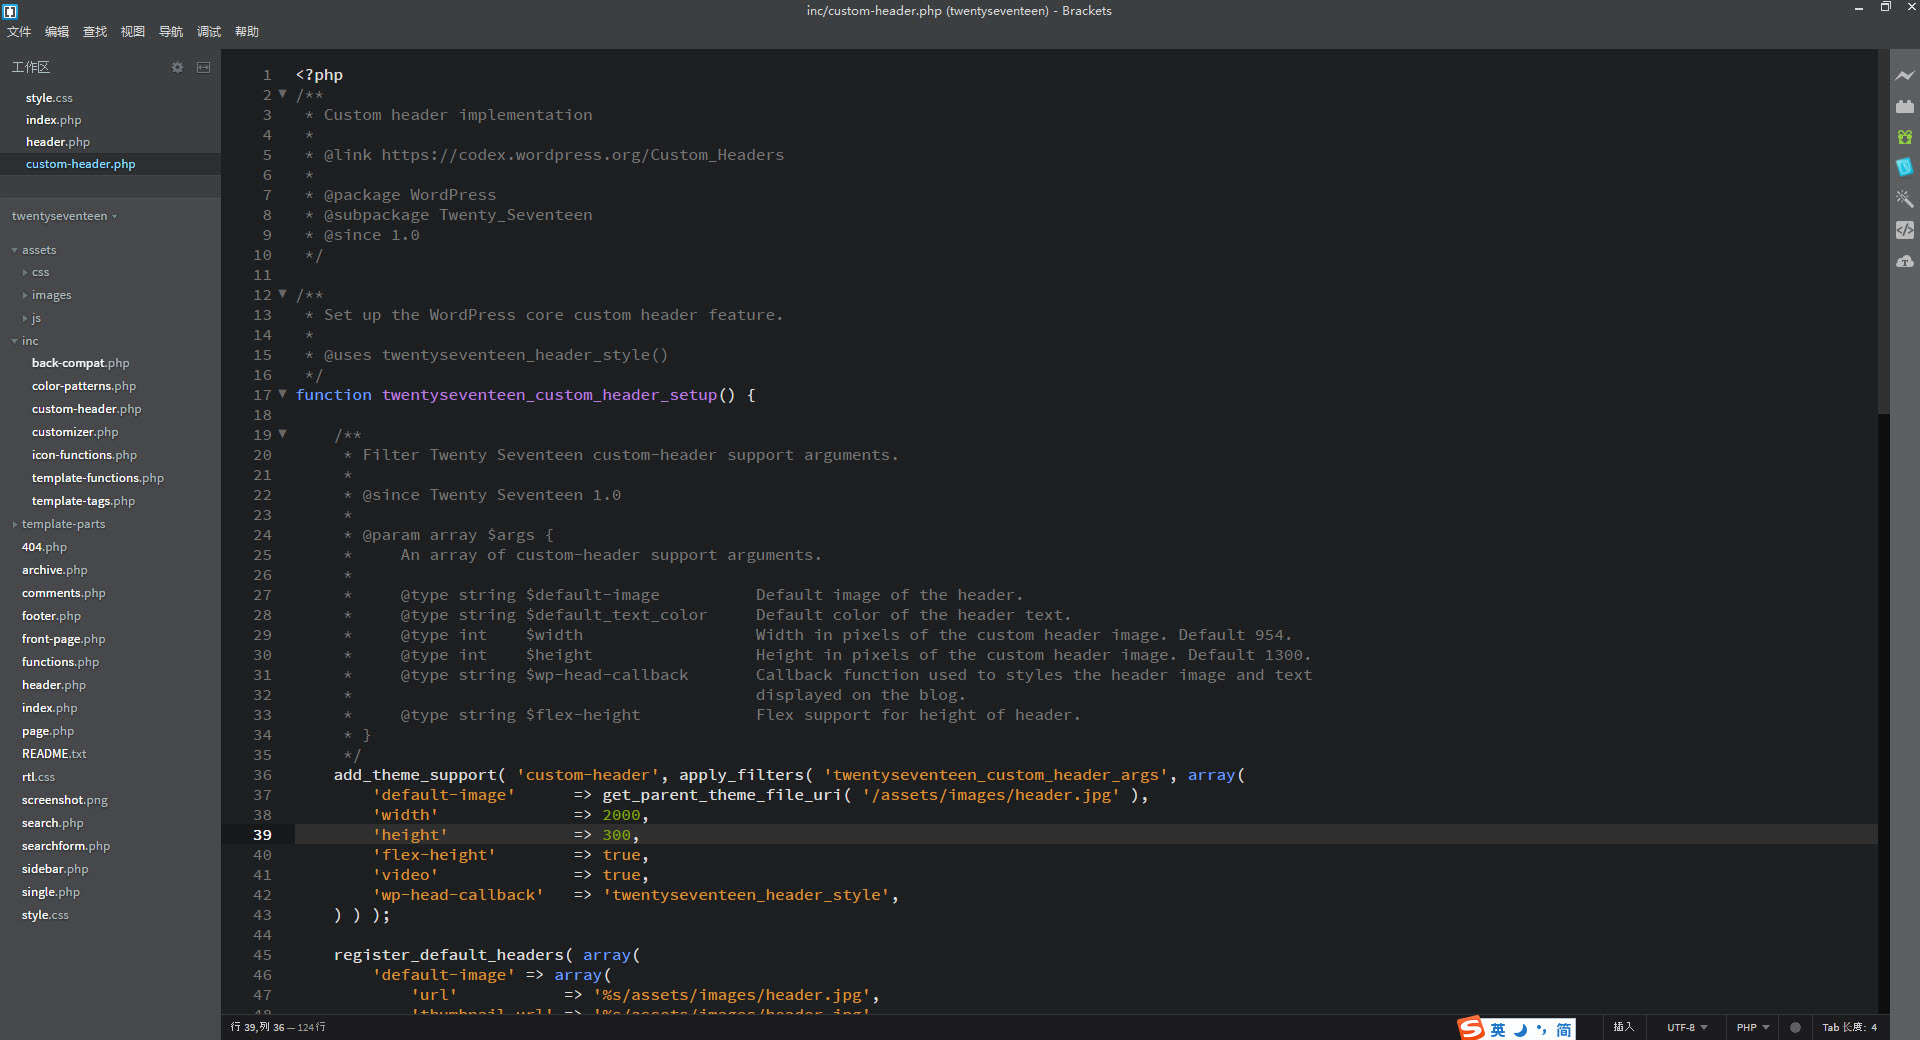 inc/custom-header.php (twentyseventeen) - Brackets
文件 编辑 查找 视图 导航 调试 帮助
工作区
style.css
index.php
header.php
custom-header.php
twentyseventeen
assets
css
images
js
inc
back-compat.php
color-patterns.php
custom-header.php
customizer.php
icon-functions.php
template-functions.php
template-tags.php
template-parts
404.php
archive.php
comments.php
footer.php
front-page.php
functions.php
header.php
index.php
page.php
README.txt
rtl.css
screenshot.png
search.php
searchform.php
sidebar.php
single.php
style.css
1 <?php
2 /**
3 * Custom header implementation
4 *
5 * @link https://codex.wordpress.org/Custom_Headers
6 *
7 * @package WordPress
8 * @subpackage Twenty_Seventeen
9 * @since 1.0
10 */
11
12 /**
13 * Set up the WordPress core custom header feature.
14 *
15 * @uses twentyseventeen_header_style()
16 */
17 function twentyseventeen_custom_header_setup() {
18
19 /**
20 * Filter Twenty Seventeen custom-header support arguments.
21 *
22 * @since Twenty Seventeen 1.0
23 *
24 * @param array $args {
25 * An array of custom-header support arguments.
26 *
27 * @type string $default-image Default image of the header.
28 * @type string $default_text_color Default color of the header text.
29 * @type int $width Width in pixels of the custom header image. Default 954.
30 * @type int $height Height in pixels of the custom header image. Default 1300.
31 * @type string $wp-head-callback Callback function used to styles the header image and text
32 * displayed on the blog.
33 * @type string $flex-height Flex support for height of header.
34 * }
35 */
36 add_theme_support( 'custom-header', apply_filters( 'twentyseventeen_custom_header_args', array(
37 'default-image' => get_parent_theme_file_uri( '/assets/images/header.jpg' ),
38 'width' => 2000,
39 'height' => 300,
40 'flex-height' => true,
41 'video' => true,
42 'wp-head-callback' => 'twentyseventeen_header_style',
43 ) ) );
44
45 register_default_headers( array(
46 'default-image' => array(
47 'url' => '%s/assets/images/header.jpg',
48 'thumbnail_url' => '%s/assets/images/header.jpg'
行 39,列 36 — 124 行
英 简
插入 UTF-8 PHP Tab 长度: 4